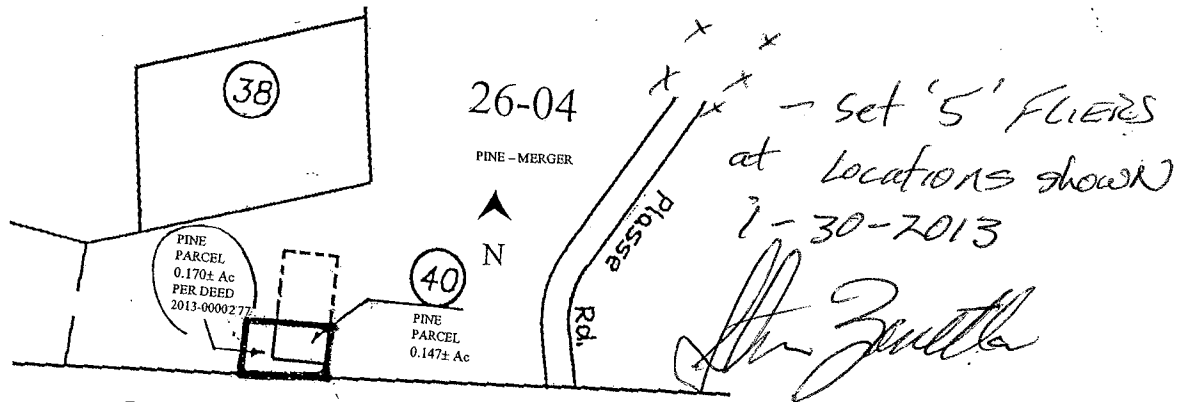 38
26-04
PINE - MERGER
N
PINE
PARCEL
0.170± Ac
PER DEED
2013-0000277
40
PINE
PARCEL
0.147± Ac
Plasse
Rd.
- Set '5' FLIERS
at Locations shown
1-30-2013